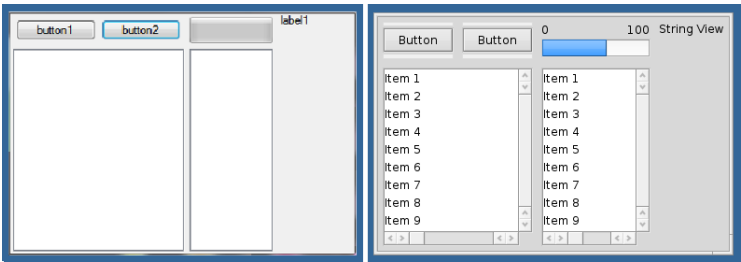 button1 button2 label1
Button Button 0 100 String View
Item 1 Item 1
Item 2 Item 2
Item 3 Item 3
Item 4 Item 4
Item 5 Item 5
Item 6 Item 6
Item 7 Item 7
Item 8 Item 8
Item 9 Item 9